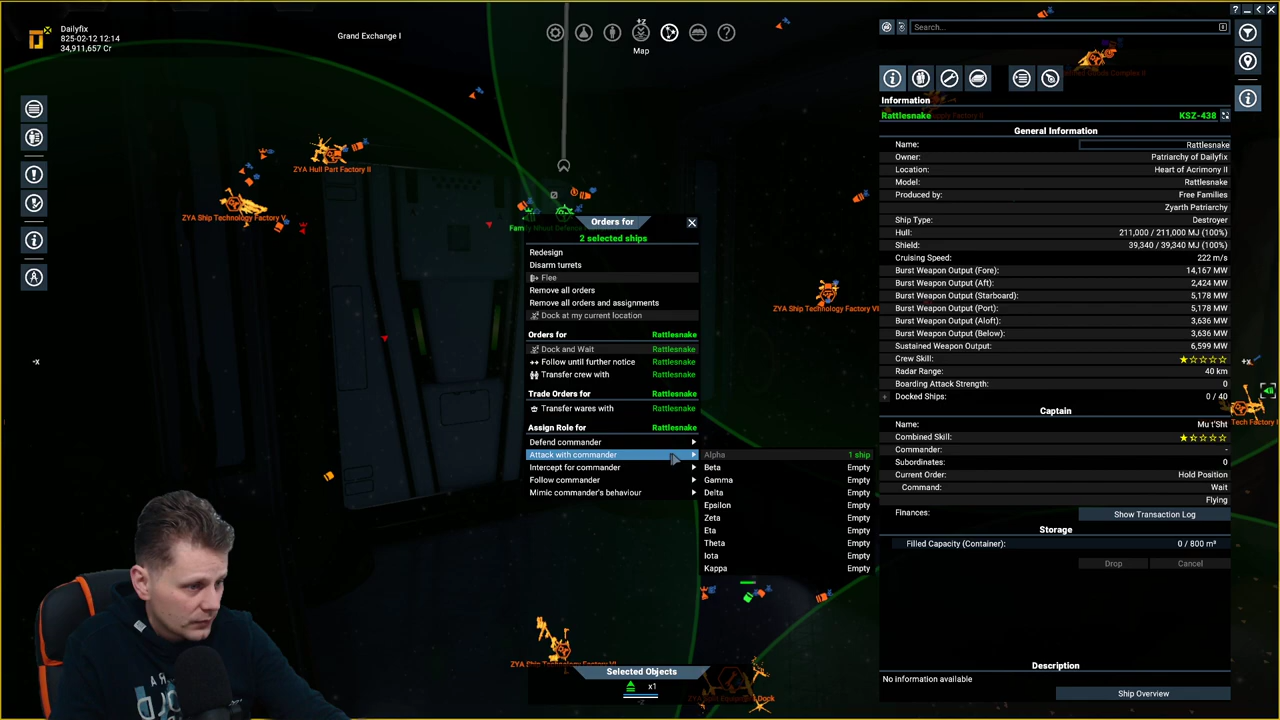 Dailyfix
825-02-12 12:14
34,911,657 Cr
Grand Exchange I
+Z
Map
?
-X
+X
ZYA Hull Part Factory II
ZYA Ship Technology Factory V
ZYA Ship Technology Factory VI
Orders for
2 selected ships
Redesign
Disarm turrets
Flee
Remove all orders
Remove all orders and assignments
Dock at my current location
Orders for Rattlesnake
Dock and Wait Rattlesnake
Follow until further notice Rattlesnake
Transfer crew with Rattlesnake
Trade Orders for Rattlesnake
Transfer wares with Rattlesnake
Assign Role for Rattlesnake
Defend commander
Attack with commander
Intercept for commander
Follow commander
Mimic commander's behaviour
Alpha 1 ship
Beta Empty
Gamma Empty
Delta Empty
Epsilon Empty
Zeta Empty
Eta Empty
Theta Empty
Iota Empty
Kappa Empty
Selected Objects
x1
Dock
Tech Factory
Search...
Information
Rattlesnake KSZ-438
General Information
Name: Rattlesnake
Owner: Patriarchy of Dailyfix
Location: Heart of Acrimony II
Model: Rattlesnake
Produced by: Free Families
Zyarth Patriarchy
Ship Type: Destroyer
Hull: 211,000 / 211,000 MJ (100%)
Shield: 39,340 / 39,340 MJ (100%)
Cruising Speed: 222 m/s
Burst Weapon Output (Fore): 14,167 MW
Burst Weapon Output (Aft): 2,424 MW
Burst Weapon Output (Starboard): 5,178 MW
Burst Weapon Output (Port): 5,178 MW
Burst Weapon Output (Aloft): 3,636 MW
Burst Weapon Output (Below): 3,636 MW
Sustained Weapon Output: 6,599 MW
Crew Skill: ★☆☆☆☆
Radar Range: 40 km
Boarding Attack Strength: 0
+ Docked Ships: 0 / 40
Captain
Name: Mu t'Sht
Combined Skill:
Commander: -
Subordinates: 0
Current Order: Hold Position
Command: Wait
Flying
Finances: Show Transaction Log
Storage
Filled Capacity (Container): 0 / 800 m³
Drop Cancel
Description
No information available
Ship Overview